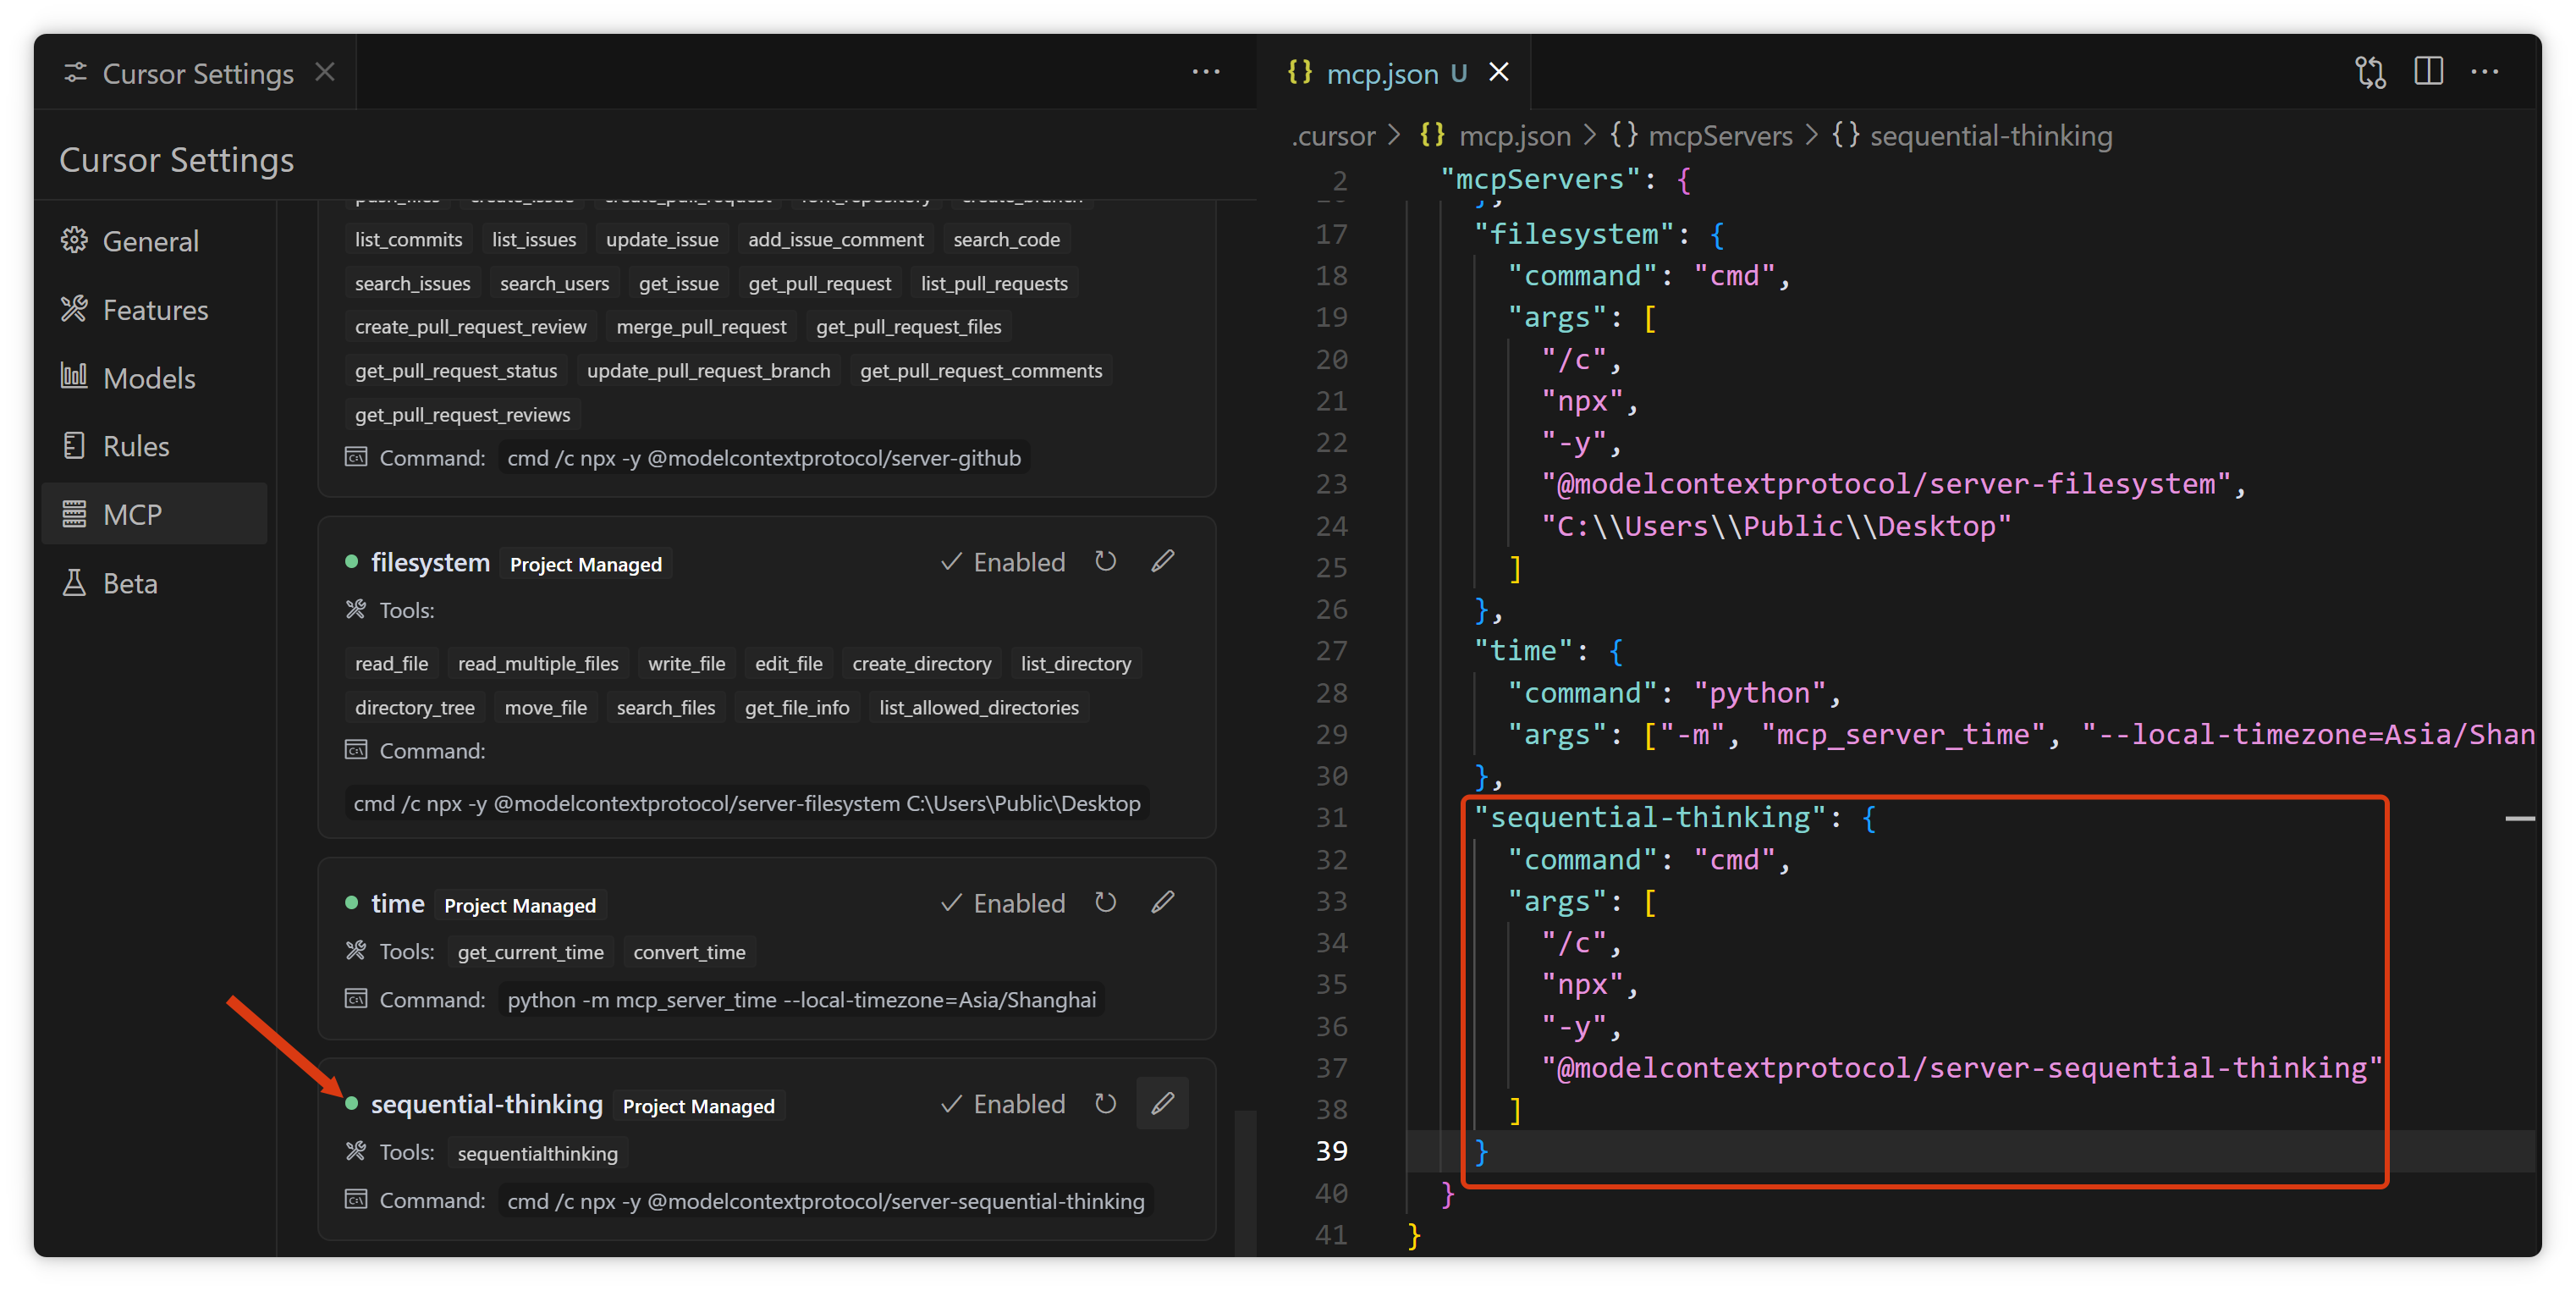 Cursor Settings
Cursor Settings
General
Features
Models
Rules
MCP
Beta
push_files create_issue create_pull_request fork_repository create_branch
list_commits list_issues update_issue add_issue_comment search_code
search_issues search_users get_issue get_pull_request list_pull_requests
create_pull_request_review merge_pull_request get_pull_request_files
get_pull_request_status update_pull_request_branch get_pull_request_comments
get_pull_request_reviews
Command: cmd /c npx -y @modelcontextprotocol/server-github
filesystem Project Managed Enabled
Tools:
read_file read_multiple_files write_file edit_file create_directory list_directory
directory_tree move_file search_files get_file_info list_allowed_directories
Command:
cmd /c npx -y @modelcontextprotocol/server-filesystem C:\Users\Public\Desktop
time Project Managed Enabled
Tools: get_current_time convert_time
Command: python -m mcp_server_time --local-timezone=Asia/Shanghai
sequential-thinking Project Managed Enabled
Tools: sequentialthinking
Command: cmd /c npx -y @modelcontextprotocol/server-sequential-thinking
{} mcp.json U
.cursor > {} mcp.json > {} mcpServers > {} sequential-thinking
2 "mcpServers": {
},
17 "filesystem": {
18 "command": "cmd",
19 "args": [
20 "/c",
21 "npx",
22 "-y",
23 "@modelcontextprotocol/server-filesystem",
24 "C:\\Users\\Public\\Desktop"
25 ]
26 },
27 "time": {
28 "command": "python",
29 "args": ["-m", "mcp_server_time", "--local-timezone=Asia/Shan
30 },
31 "sequential-thinking": {
32 "command": "cmd",
33 "args": [
34 "/c",
35 "npx",
36 "-y",
37 "@modelcontextprotocol/server-sequential-thinking"
38 ]
39 }
40 }
41 }